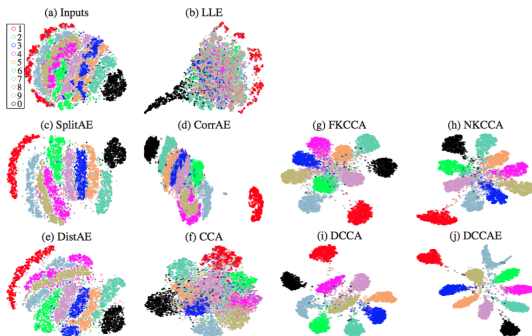 (a) Inputs
(b) LLE
1
2
3
4
5
6
7
8
9
0
(c) SplitAE
(d) CorrAE
(g) FKCCA
(h) NKCCA
(e) DistAE
(f) CCA
(i) DCCA
(j) DCCAE